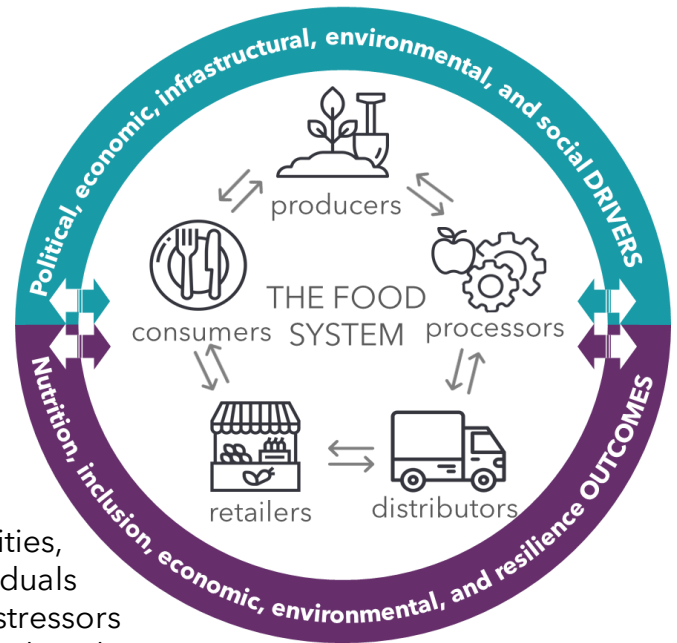 Political, economic, infrastructural, environmental, and social DRIVERS
producers
consumers
THE FOOD
SYSTEM
processors
retailers
distributors
Nutrition, inclusion, economic, environmental, and resilience OUTCOMES
ities,
duals
stressors